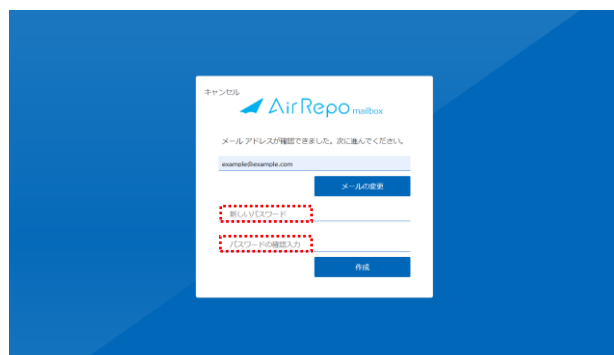 キャンセル
AirRepo mailbox
メール アドレスが確認できました。次に進んでください。
example@example.com
メールの変更
新しいパスワード
パスワードの確認入力
作成